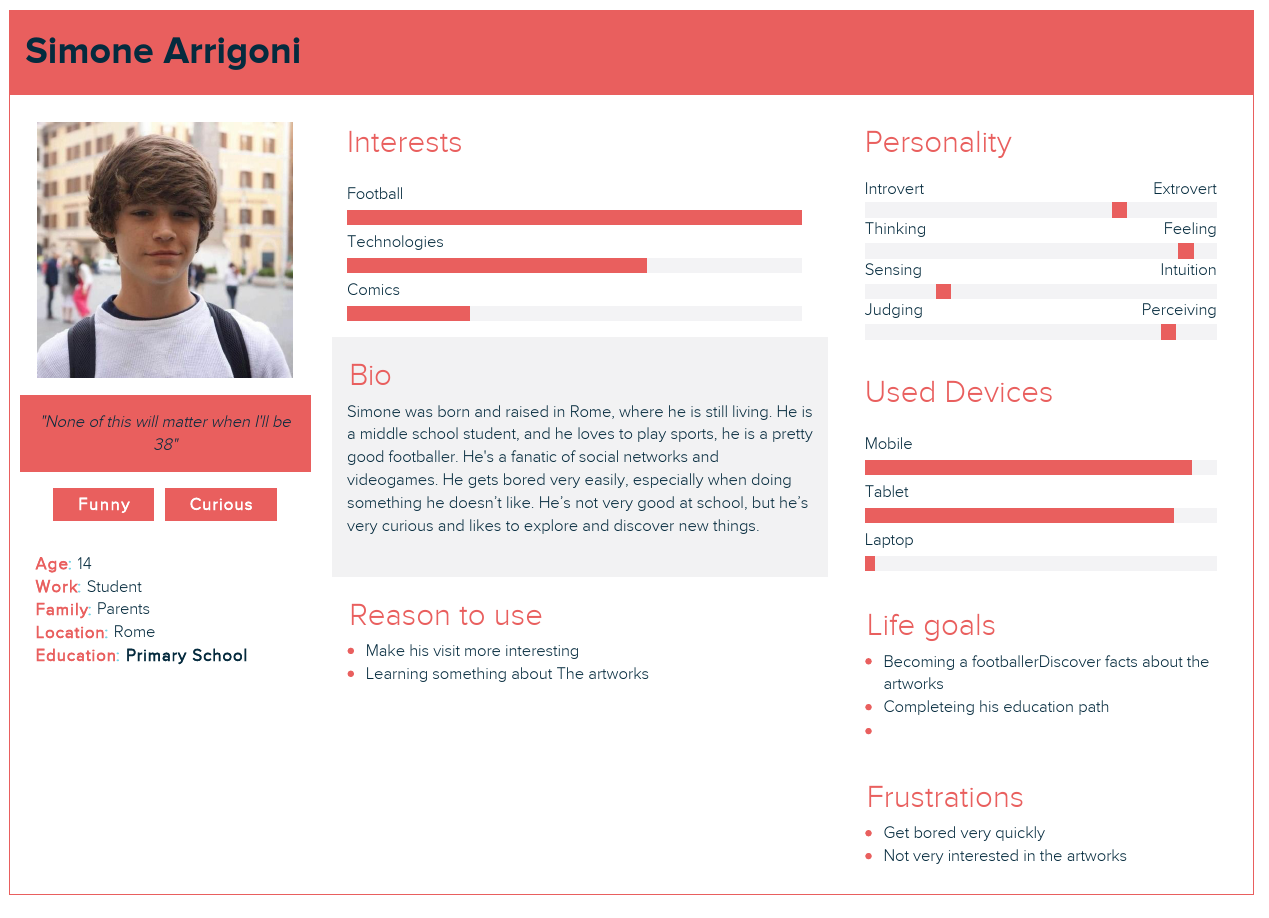 Simone Arrigoni
"None of this will matter when I'll be
38"
Funny
Curious
Age: 14
Work: Student
Family: Parents
Location: Rome
Education: Primary School
Interests
Football
Technologies
Comics
Bio
Simone was born and raised in Rome, where he is still living. He is
a middle school student, and he loves to play sports, he is a pretty
good footballer. He's a fanatic of social networks and
videogames. He gets bored very easily, especially when doing
something he doesn’t like. He’s not very good at school, but he’s
very curious and likes to explore and discover new things.
Reason to use
Make his visit more interesting
Learning something about The artworks
Personality
Introvert Extrovert
Thinking Feeling
Sensing Intuition
Judging Perceiving
Used Devices
Mobile
Tablet
Laptop
Life goals
Becoming a footballerDiscover facts about the
artworks
Completeing his education path
Frustrations
Get bored very quickly
Not very interested in the artworks